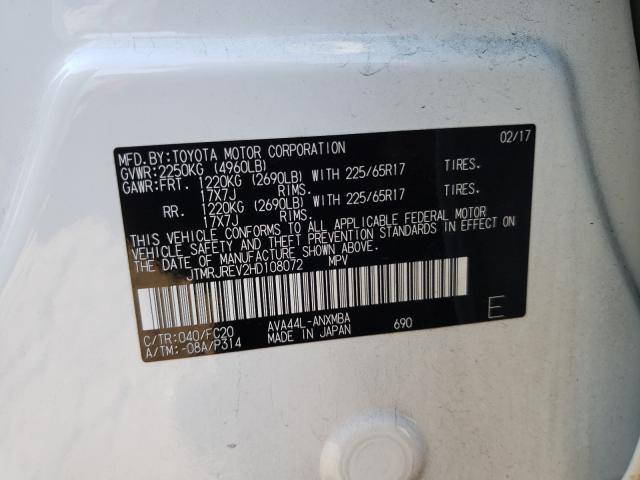 MFD.BY:TOYOTA MOTOR CORPORATION 02/17
GVWR:2250KG (4960LB)
GAWR:FRT. 1220KG (2690LB) WITH 225/65R17 TIRES.
17X7J RIMS.
RR. 1220KG (2690LB) WITH 225/65R17 TIRES.
17X7J RIMS.
THIS VEHICLE CONFORMS TO ALL APPLICABLE FEDERAL MOTOR
VEHICLE SAFETY AND THEFT PREVENTION STANDARDS IN EFFECT ON
THE DATE OF MANUFACTURE SHOWN ABOVE.
JTMRJREV2HD108072 MPV
E
C/TR:040/FC20 AVA44L-ANXMBA 690
A/TM:-08A/P314 MADE IN JAPAN